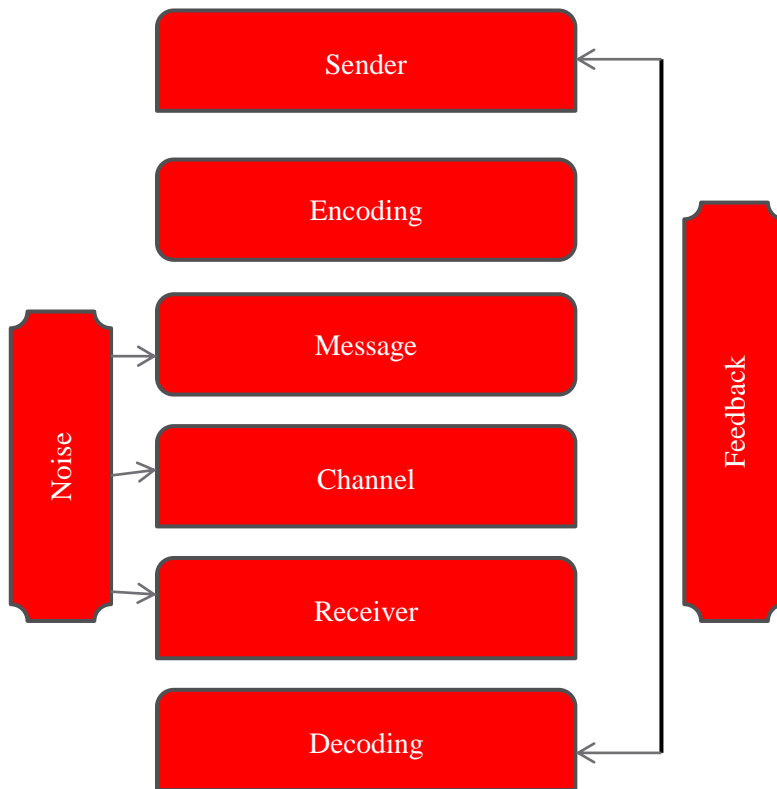 Sender
Encoding
Message
Channel
Receiver
Decoding
Noise
Feedback